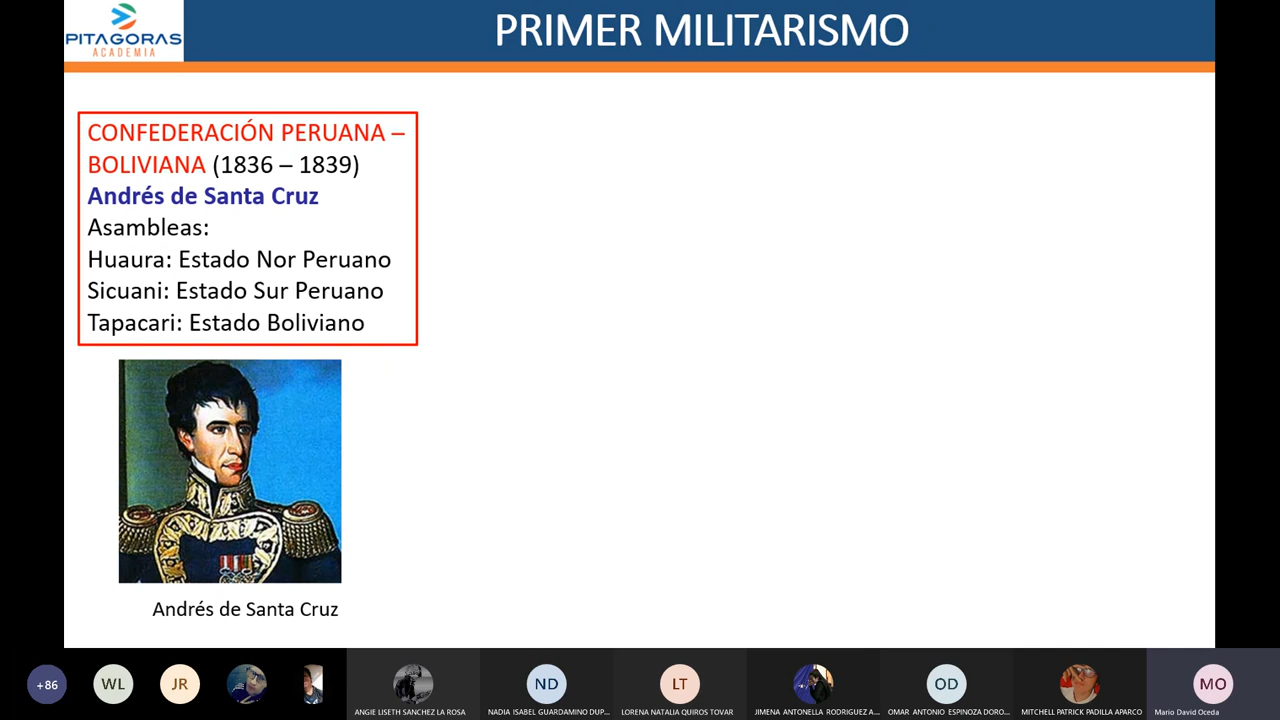 PITAGORAS
ACADEMIA
PRIMER MILITARISMO
CONFEDERACIÓN PERUANA –
BOLIVIANA (1836 – 1839)
Andrés de Santa Cruz
Asambleas:
Huaura: Estado Nor Peruano
Sicuani: Estado Sur Peruano
Tapacari: Estado Boliviano
Andrés de Santa Cruz
+86
WL
JR
ND
LT
OD
MO
ANGIE LISETH SANCHEZ LA ROSA
NADIA ISABEL GUARDAMINO DUP...
LORENA NATALIA QUIROS TOVAR
JIMENA ANTONELLA RODRIGUEZ A...
OMAR ANTONIO ESPINOZA DORO...
MITCHELL PATRICK PADILLA APARCO
Mario David Oceda